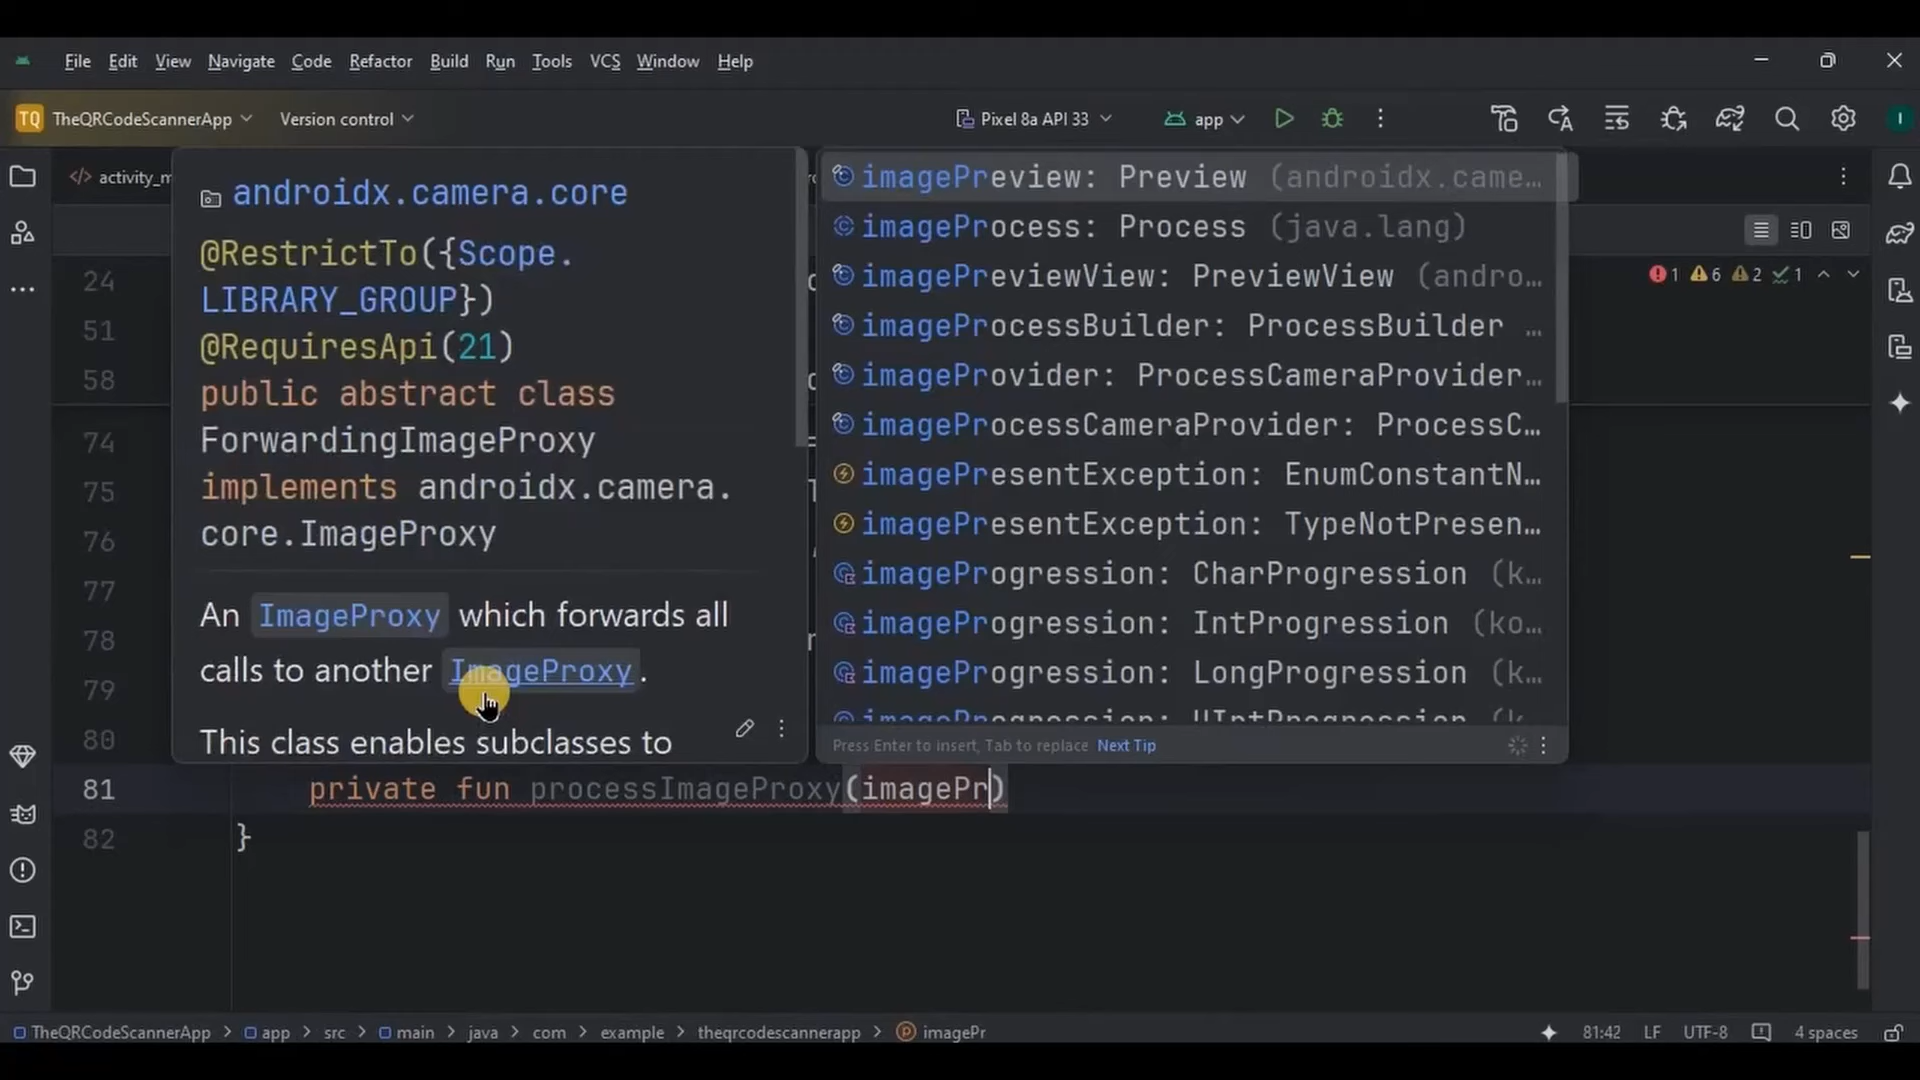 File Edit View Navigate Code Refactor Build Run Tools VCS Window Help
TQ TheQRCodeScannerApp Version control Pixel 8a API 33 app I
</> activity_m
androidx.camera.core
@RestrictTo({Scope.
LIBRARY_GROUP})
@RequiresApi(21)
public abstract class
ForwardingImageProxy
implements androidx.camera.
core.ImageProxy
An ImageProxy which forwards all
calls to another ImageProxy.
This class enables subclasses to
imagePreview: Preview (androidx.came…
imageProcess: Process (java.lang)
imagePreviewView: PreviewView (andro…
imageProcessBuilder: ProcessBuilder …
imageProvider: ProcessCameraProvider…
imageProcessCameraProvider: ProcessC…
imagePresentException: EnumConstantN…
imagePresentException: TypeNotPresen…
imageProgression: CharProgression (k…
imageProgression: IntProgression (ko…
imageProgression: LongProgression (k…
imageProgression: UIntProgression (k…
Press Enter to insert, Tab to replace Next Tip
1 6 2 1
24
51
58
74
75
76
77
78
79
80
81 private fun processImageProxy(imagePr)
82 }
TheQRCodeScannerApp > app > src > main > java > com > example > theqrcodescannerapp > imagePr
81:42 LF UTF-8 4 spaces